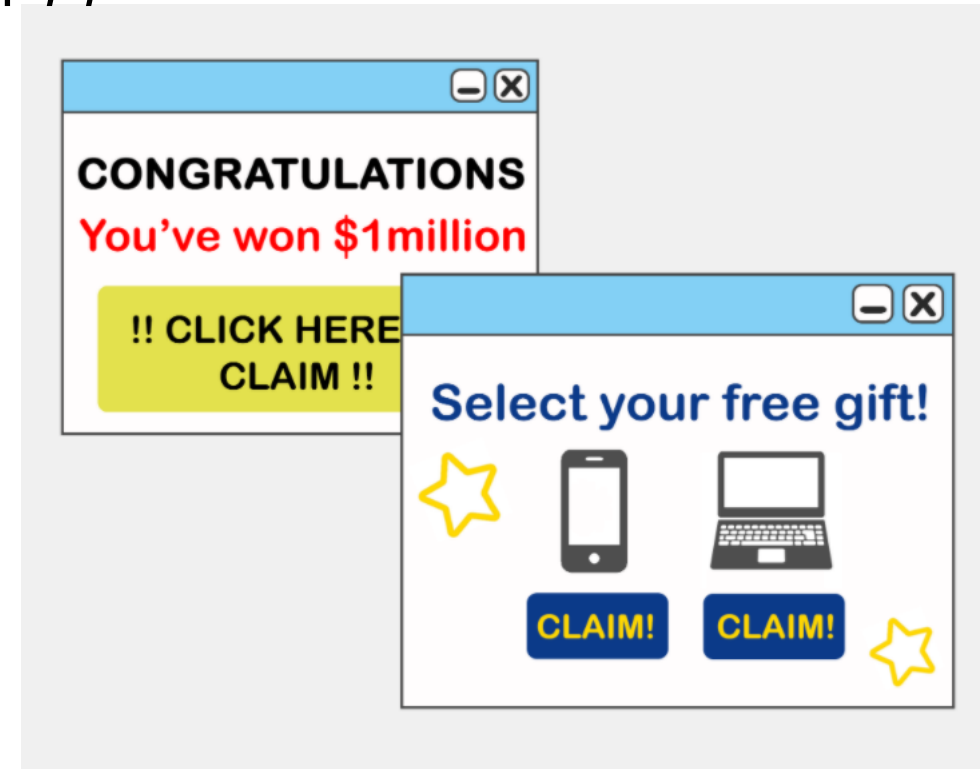 CONGRATULATIONS
You've won $1million
!! CLICK HERE
CLAIM !!
Select your free gift!
CLAIM! CLAIM!